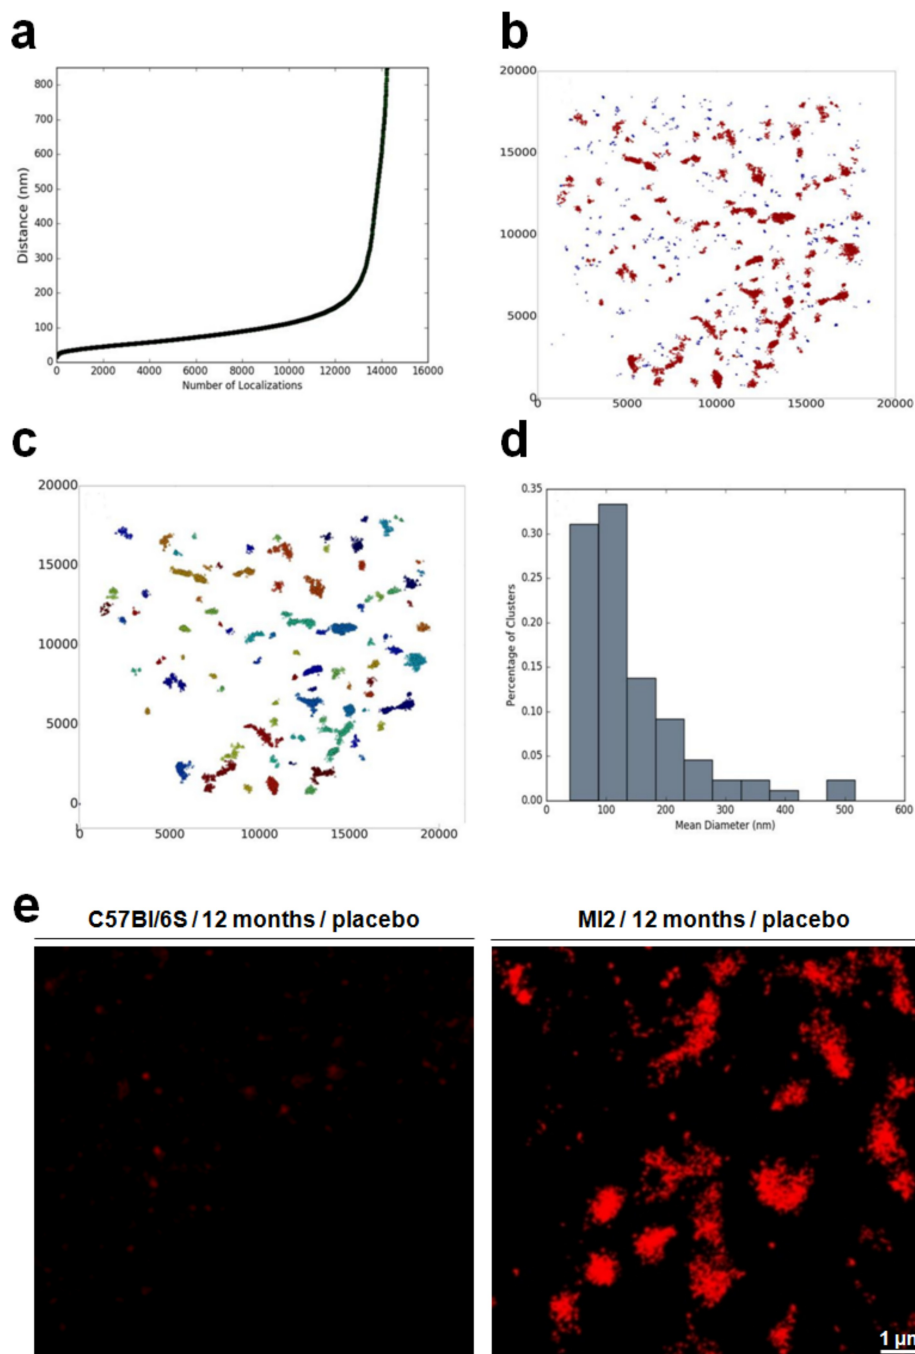 a
800
700
600
500
400
300
200
100
0
Distance (nm)
0 2000 4000 6000 8000 10000 12000 14000 16000
Number of Localizations
b
20000
15000
10000
5000
0
0 5000 10000 15000 20000
c
20000
15000
10000
5000
0
0 5000 10000 15000 20000
d
0.35
0.30
0.25
0.20
0.15
0.10
0.05
0.00
Percentage of Clusters
0 100 200 300 400 500 600
Mean Diameter (nm)
e
C57Bl/6S / 12 months / placebo
MI2 / 12 months / placebo
1 μm